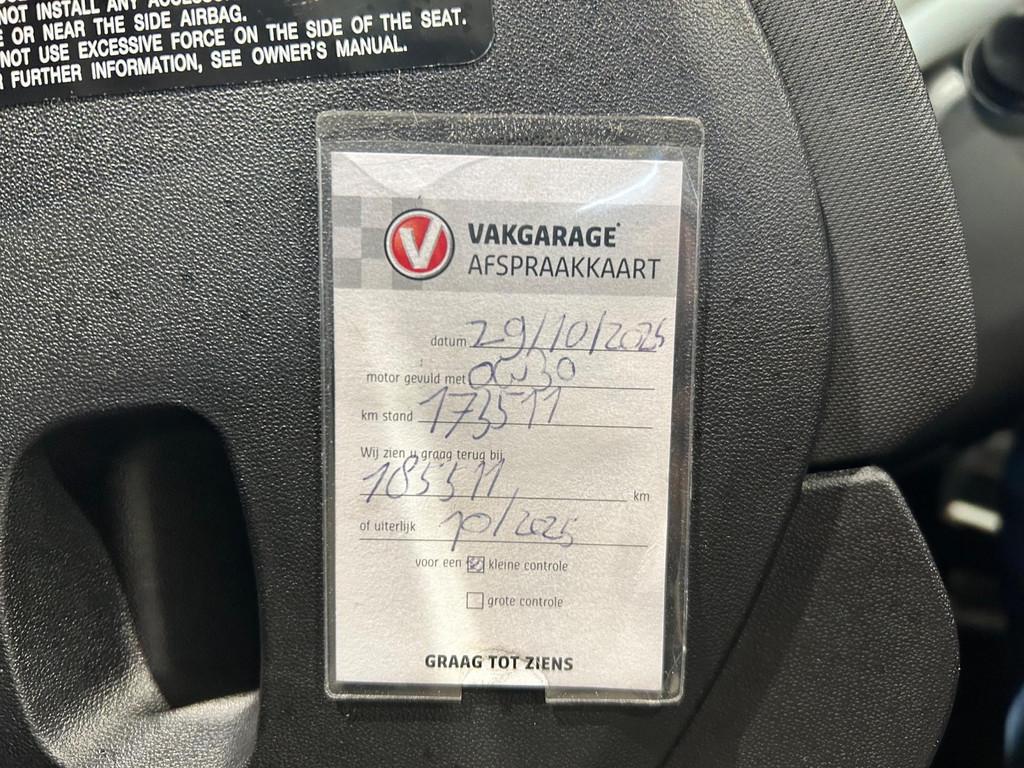 NOT INSTALL ANY
OR NEAR THE SIDE AIRBAG.
NOT USE EXCESSIVE FORCE ON THE SIDE OF THE SEAT.
FURTHER INFORMATION, SEE OWNER'S MANUAL.
V VAKGARAGE
AFSPRAAKKAART
datum 29/10/2025
motor gevuld met 0W30
km stand 173511
Wij zien u graag terug bij
185511 km
of uiterlijk 10/2025
voor een kleine controle
grote controle
GRAAG TOT ZIENS